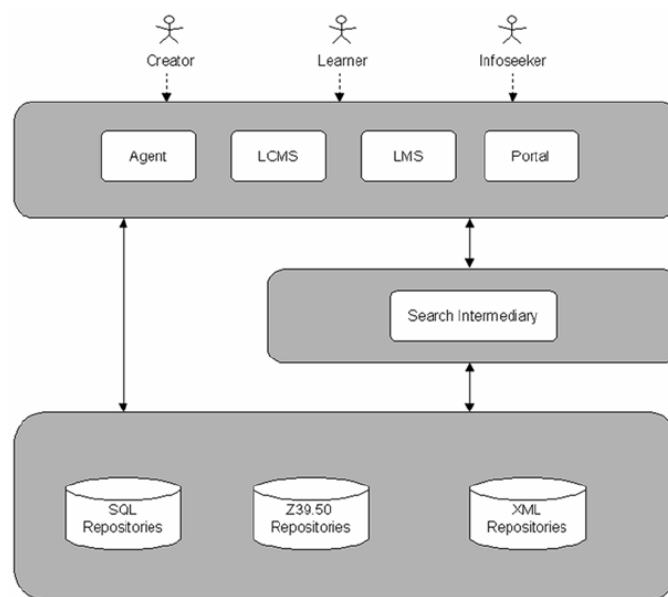 Creator
Learner
Infoseeker
Agent
LCMS
LMS
Portal
Search Intermediary
SQL
Repositories
Z39.50
Repositories
XML
Repositories